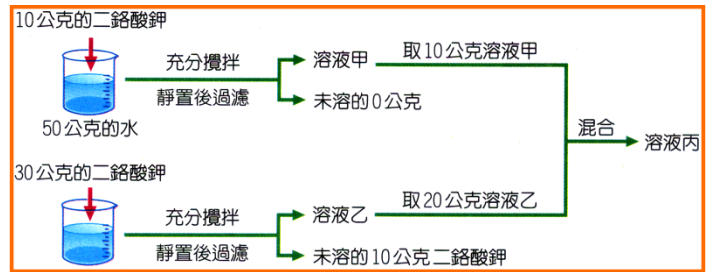 10公克的二鉻酸鉀
充分攪拌
靜置後過濾
溶液甲
取10公克溶液甲
未溶的0公克
50公克的水
混合
溶液丙
30公克的二鉻酸鉀
充分攪拌
靜置後過濾
溶液乙
取20公克溶液乙
未溶的10公克二鉻酸鉀